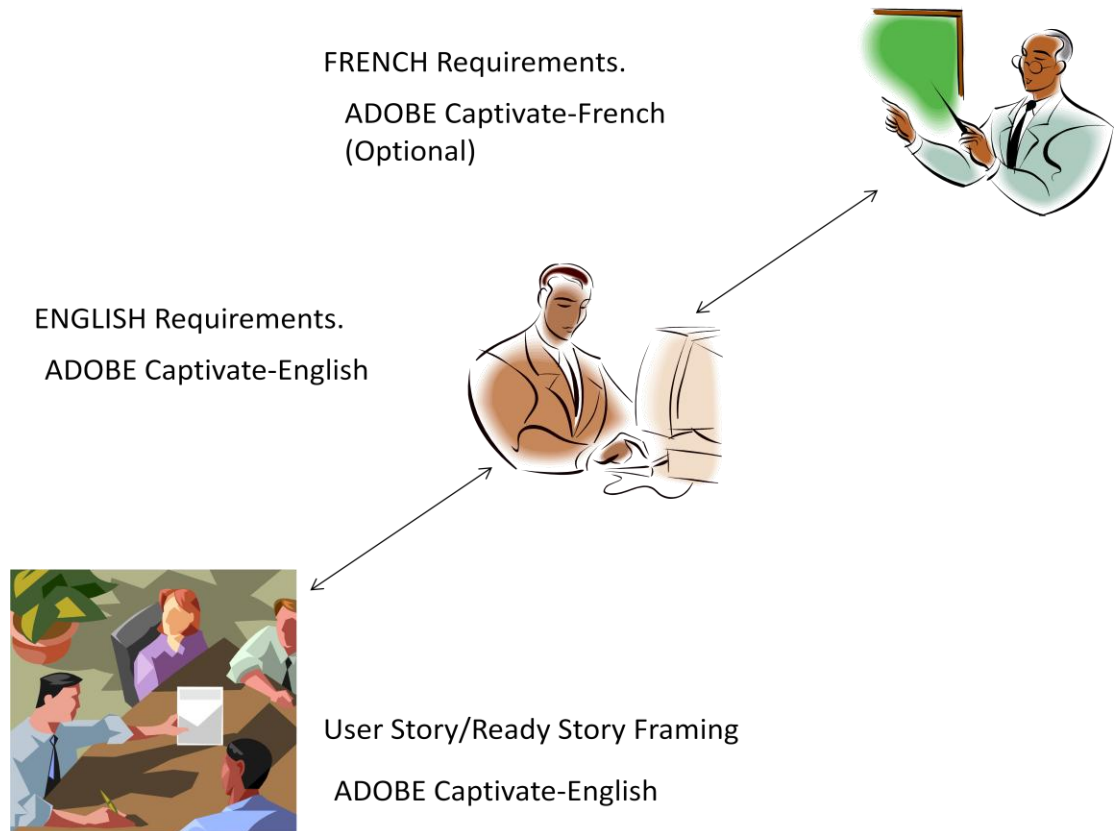 FRENCH Requirements.
ADOBE Captivate-French
(Optional)
ENGLISH Requirements.
ADOBE Captivate-English
User Story/Ready Story Framing
ADOBE Captivate-English